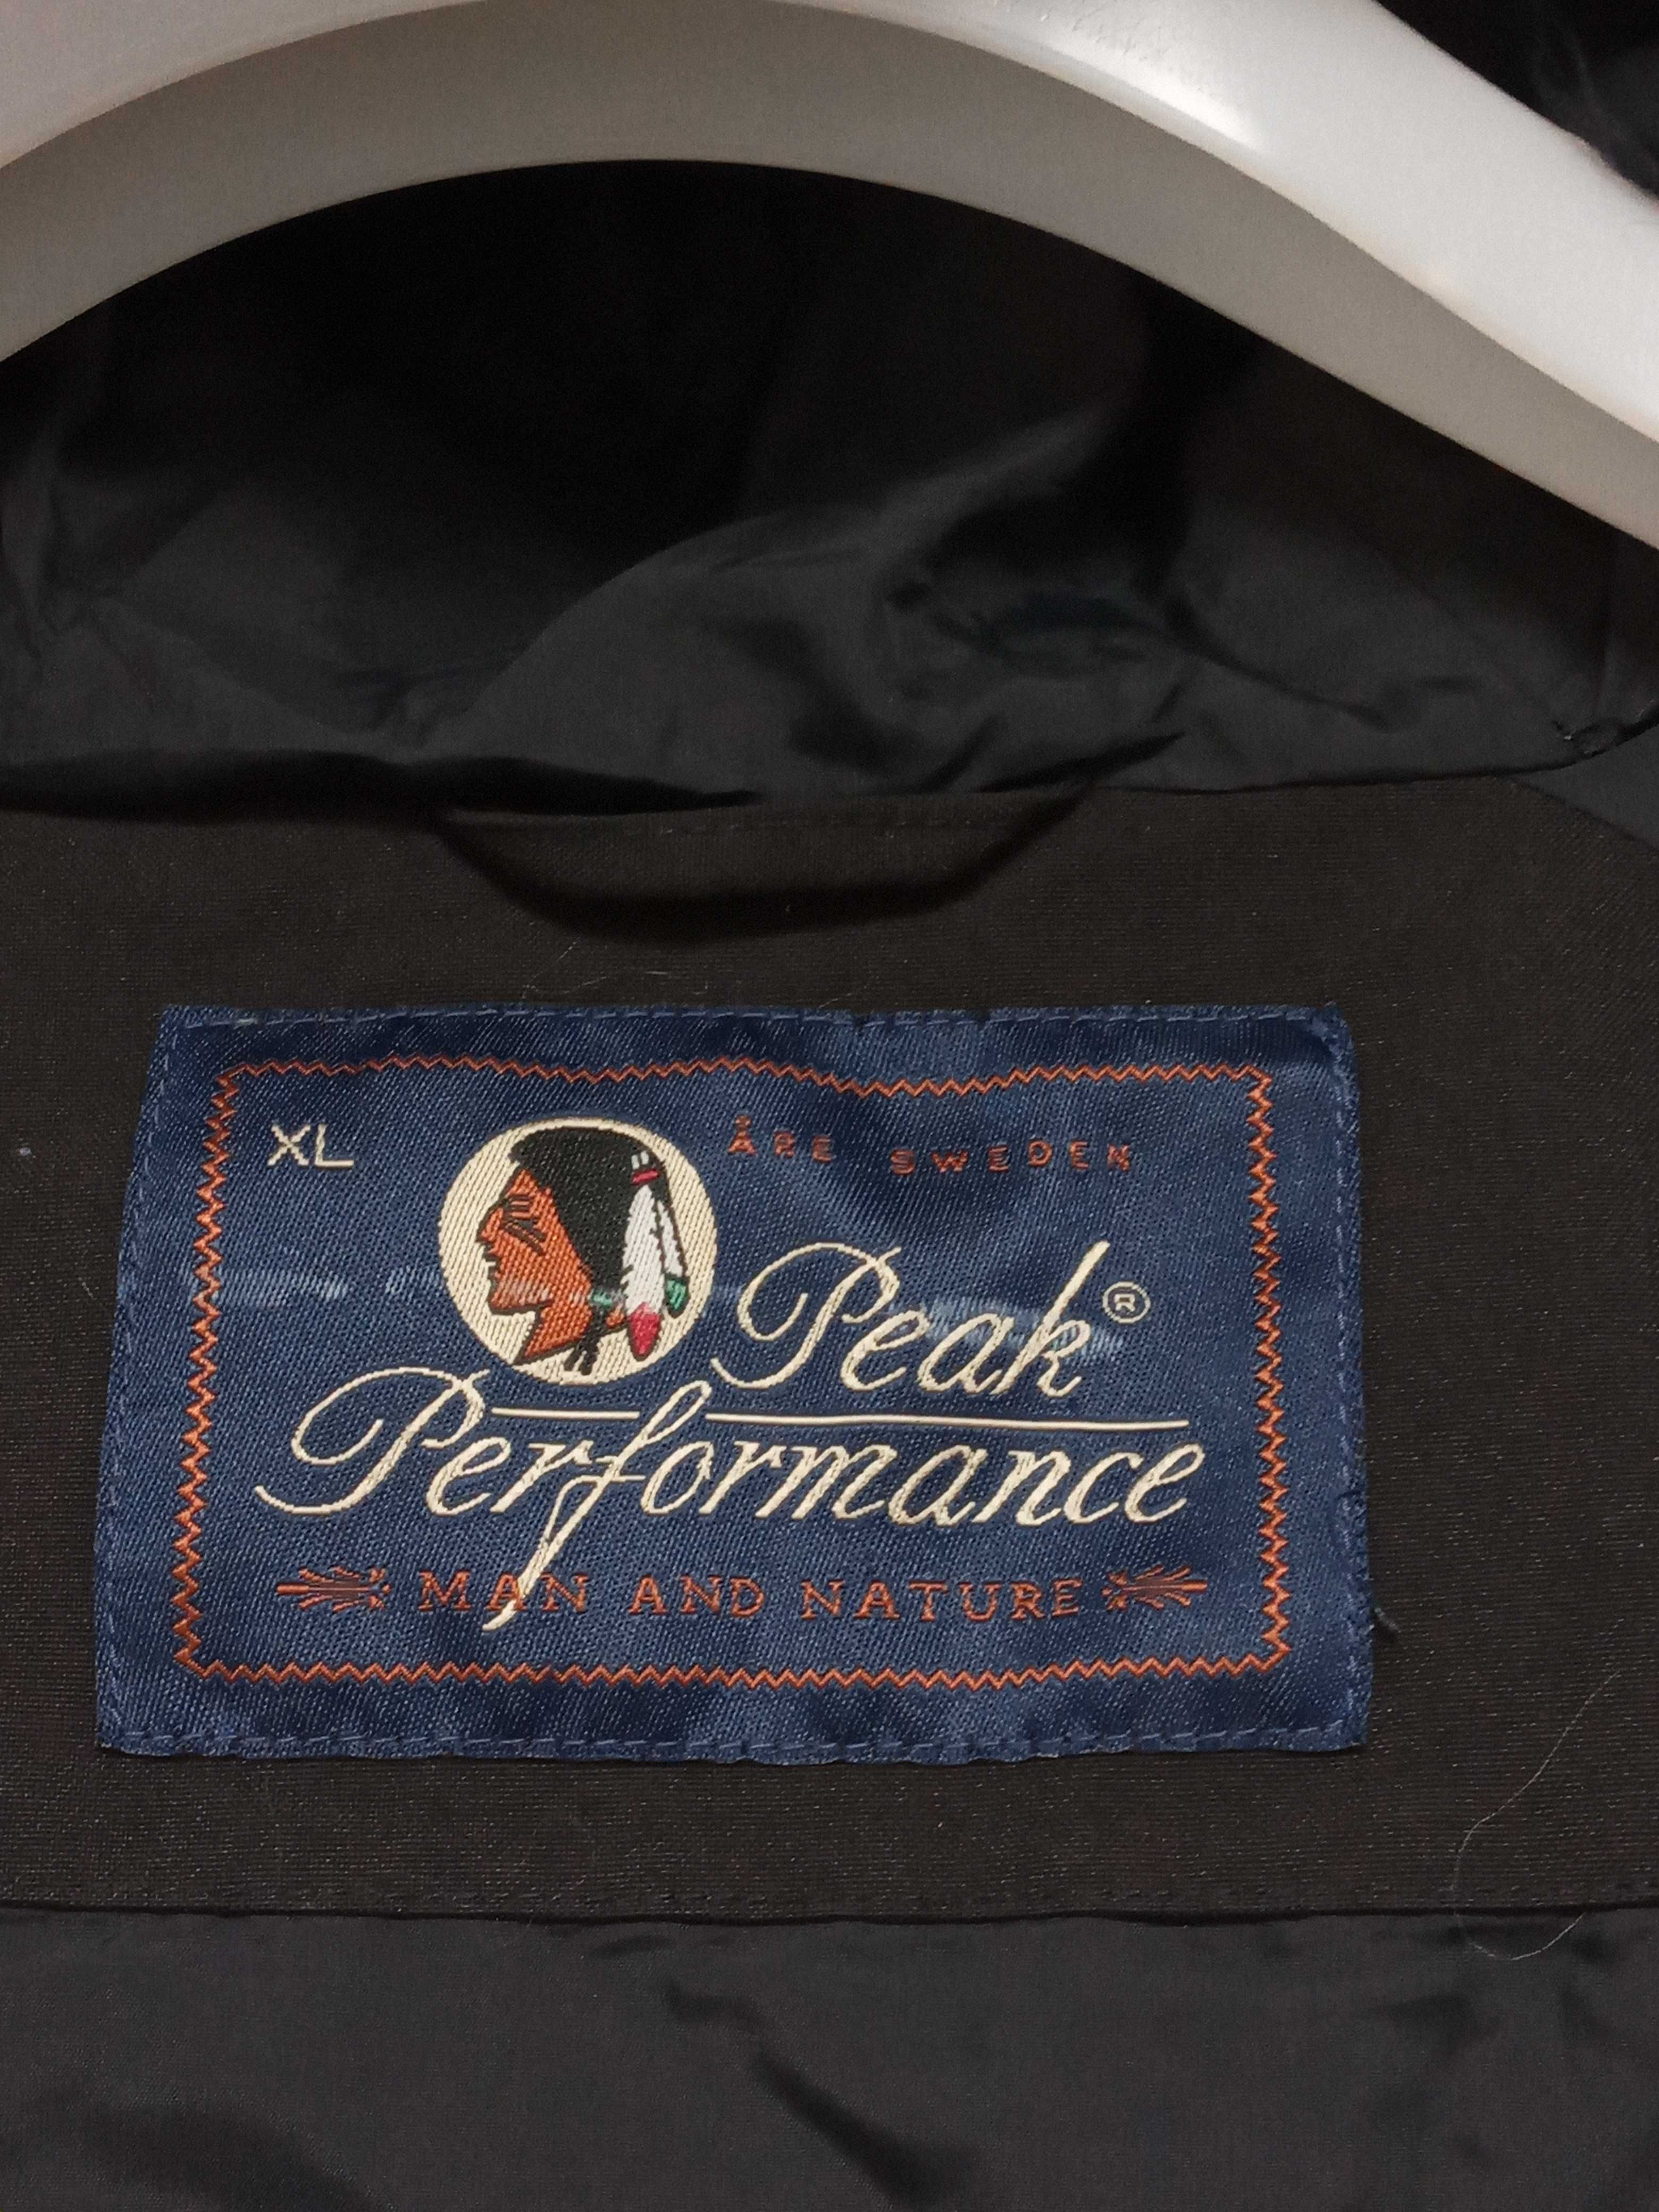 XL
ÅRE SWEDEN
Peak®
Performance
MAN AND NATURE